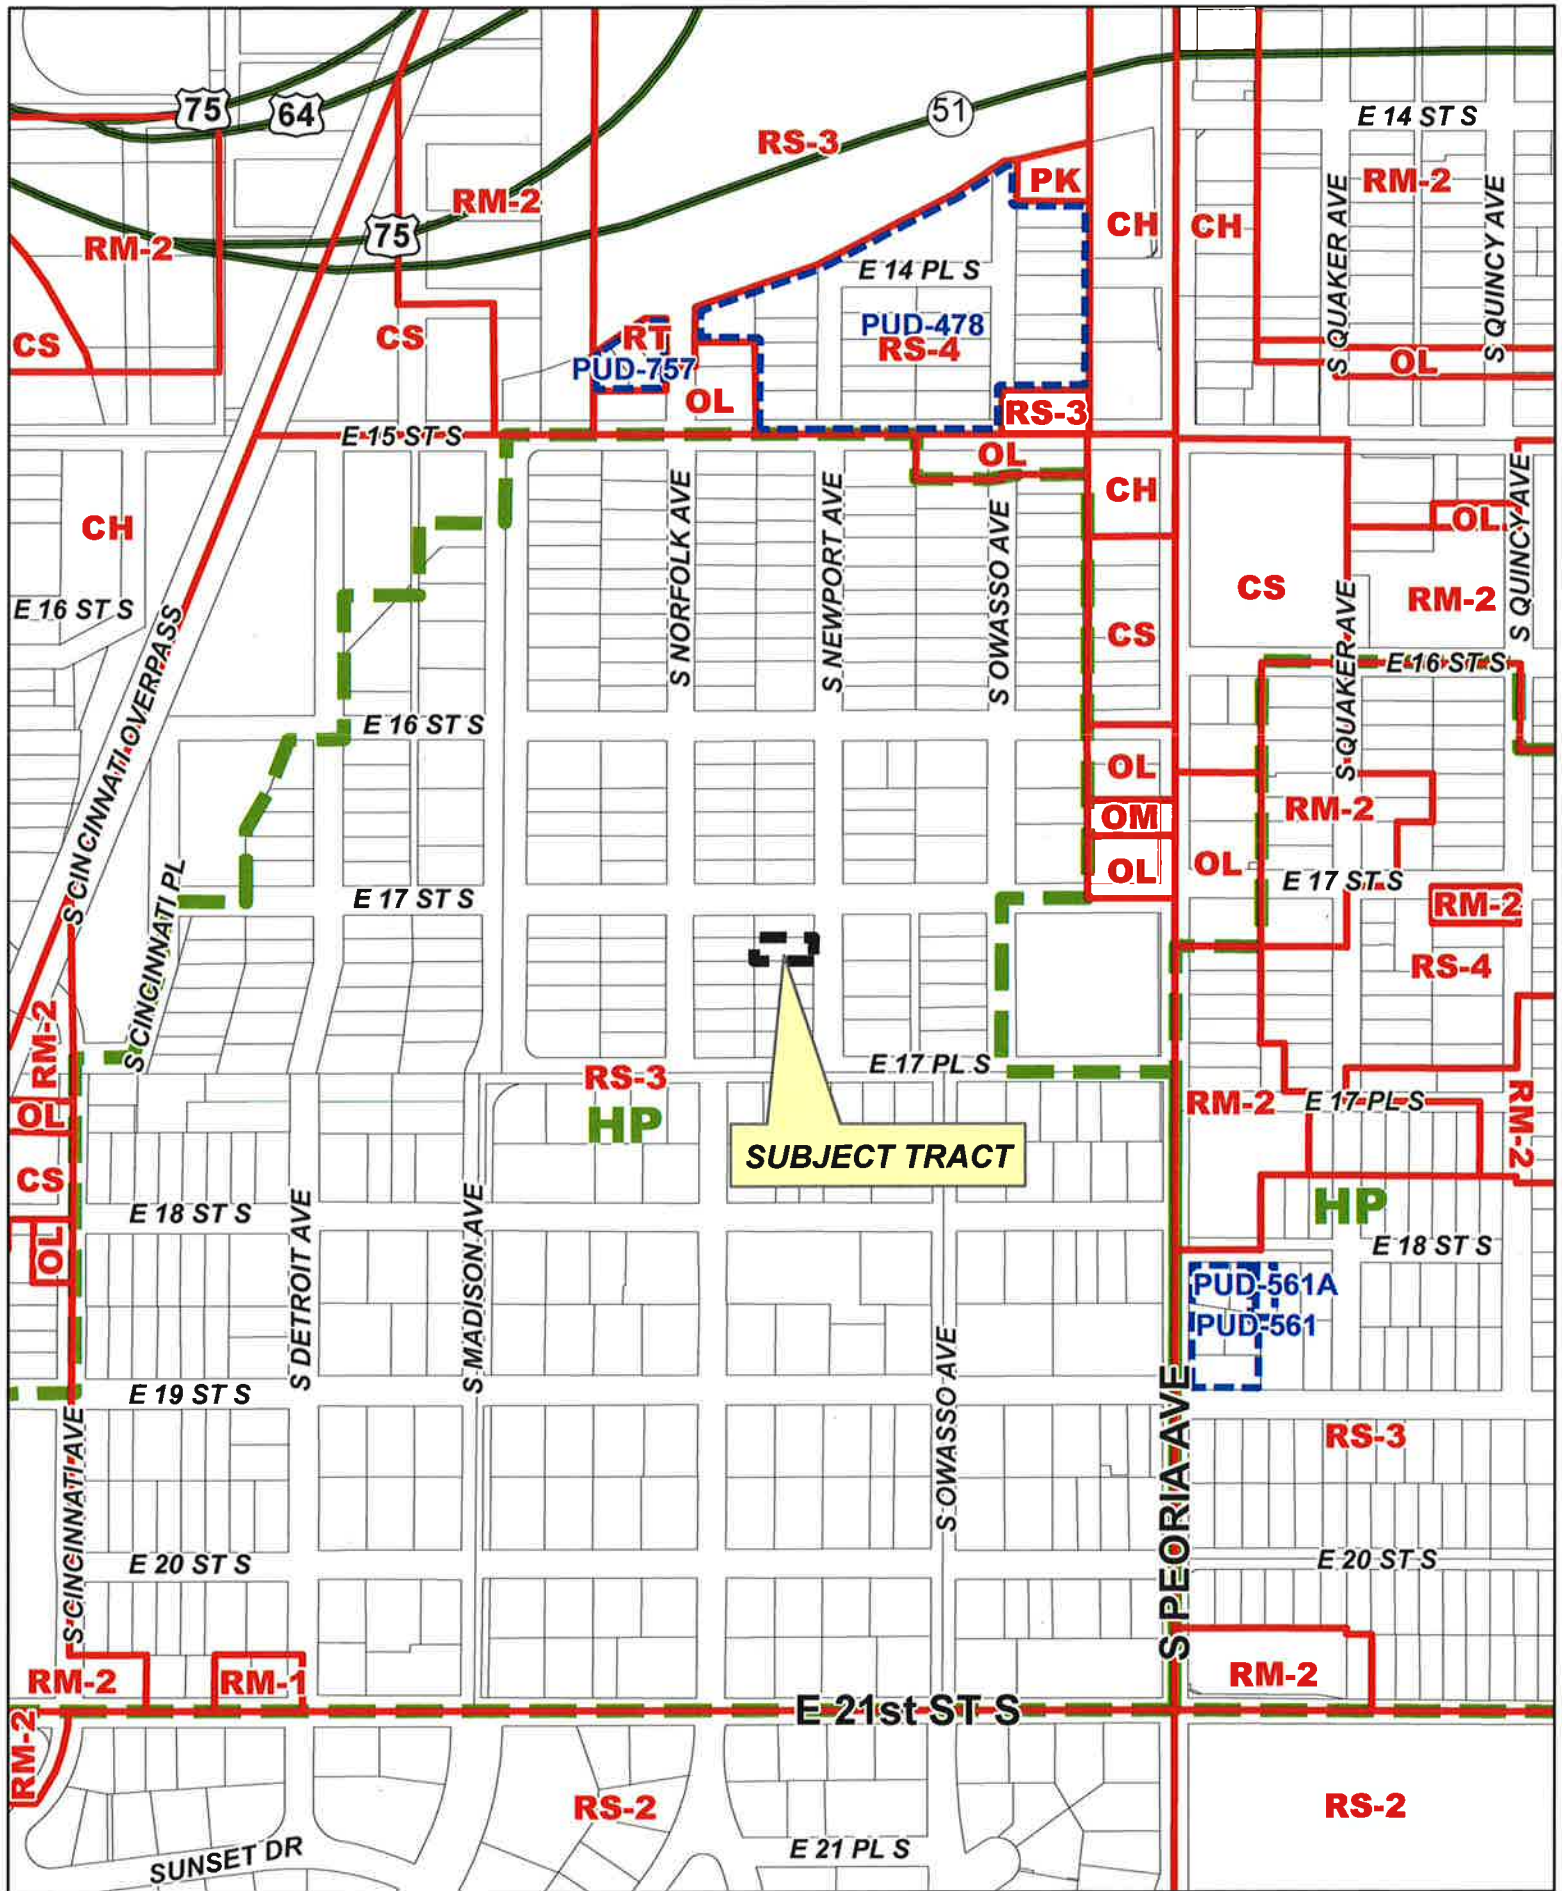 75
64
51
E 14 ST S
RS-3
PK
RM-2
RM-2
CH
CH
S QUAKER AVE
S QUINCY AVE
RM-2
75
E 14 PL S
CS
CS
RT
PUD-757
PUD-478
RS-4
OL
OL
RS-3
E 15 ST S
OL
CH
CH
S NORFOLK AVE
S NEWPORT AVE
S OWASSO AVE
OL
S QUINCY AVE
CS
RM-2
E 16 ST S
CS
S QUAKER AVE
E 16 ST S
S CINCINNATI OVERPASS
E 16 ST S
OL
OM
RM-2
OL
OL
E 17 ST S
E 17 ST S
RM-2
S CINCINNATI PL
RS-4
RM-2
E 17 PL S
RS-3
HP
RM-2
E 17 PL S
RM-2
OL
SUBJECT TRACT
CS
HP
E 18 ST S
S DETROIT AVE
S MADISON AVE
E 18 ST S
OL
PUD-561A
PUD-561
S OWASSO AVE
E 19 ST S
S CINCINNATI AVE
S PEORIA AVE
RS-3
E 20 ST S
E 20 ST S
RM-2
RM-1
RM-2
E 21st ST S
RM-2
RS-2
RS-2
E 21 PL S
SUNSET DR